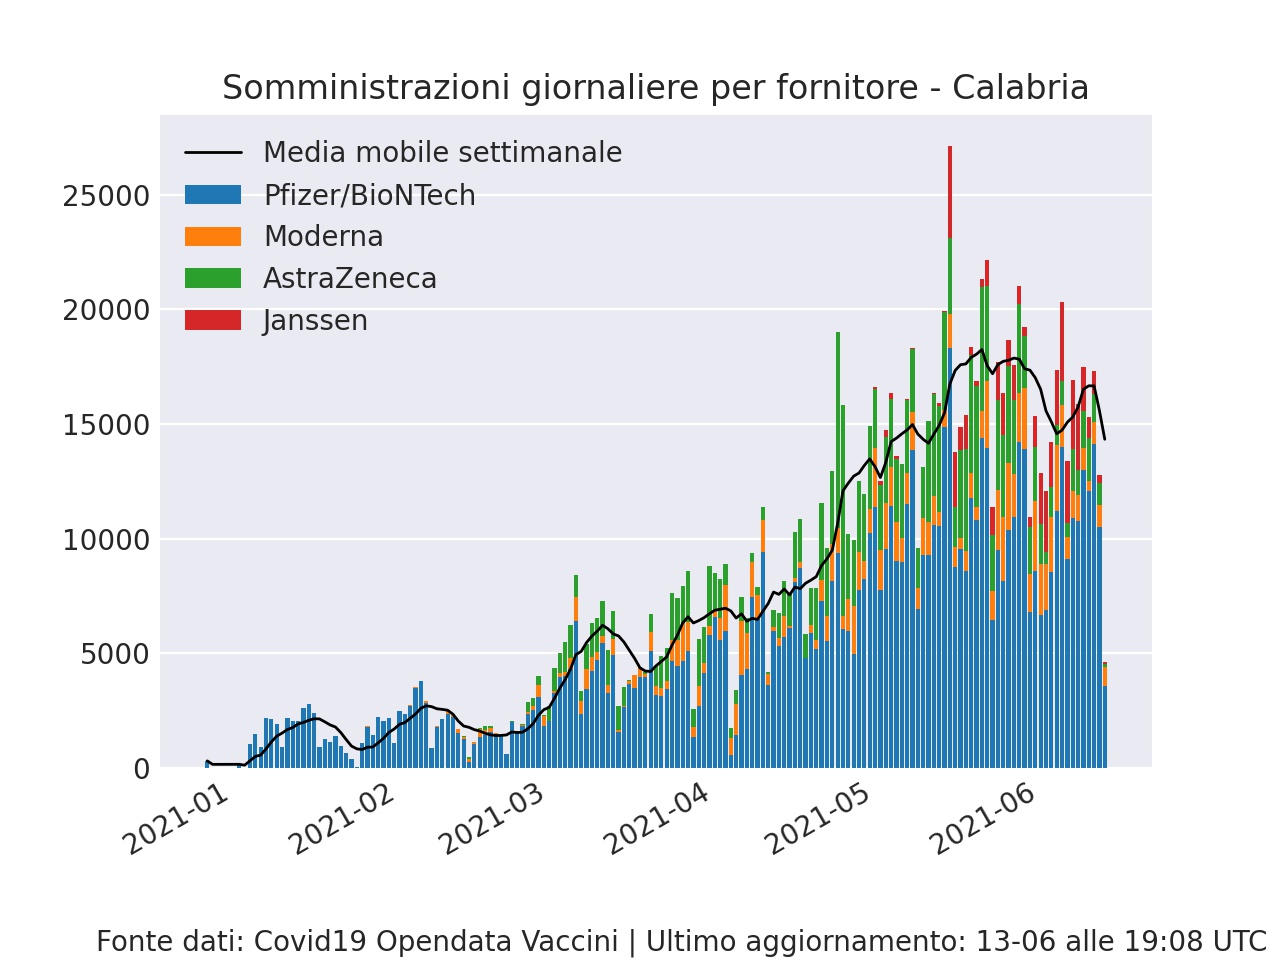 Somministrazioni giornaliere per fornitore - Calabria
Media mobile settimanale
Pfizer/BioNTech
Moderna
AstraZeneca
Janssen
25000
20000
15000
10000
5000
0
2021-01
2021-02
2021-03
2021-04
2021-05
2021-06
Fonte dati: Covid19 Opendata Vaccini | Ultimo aggiornamento: 13-06 alle 19:08 UTC